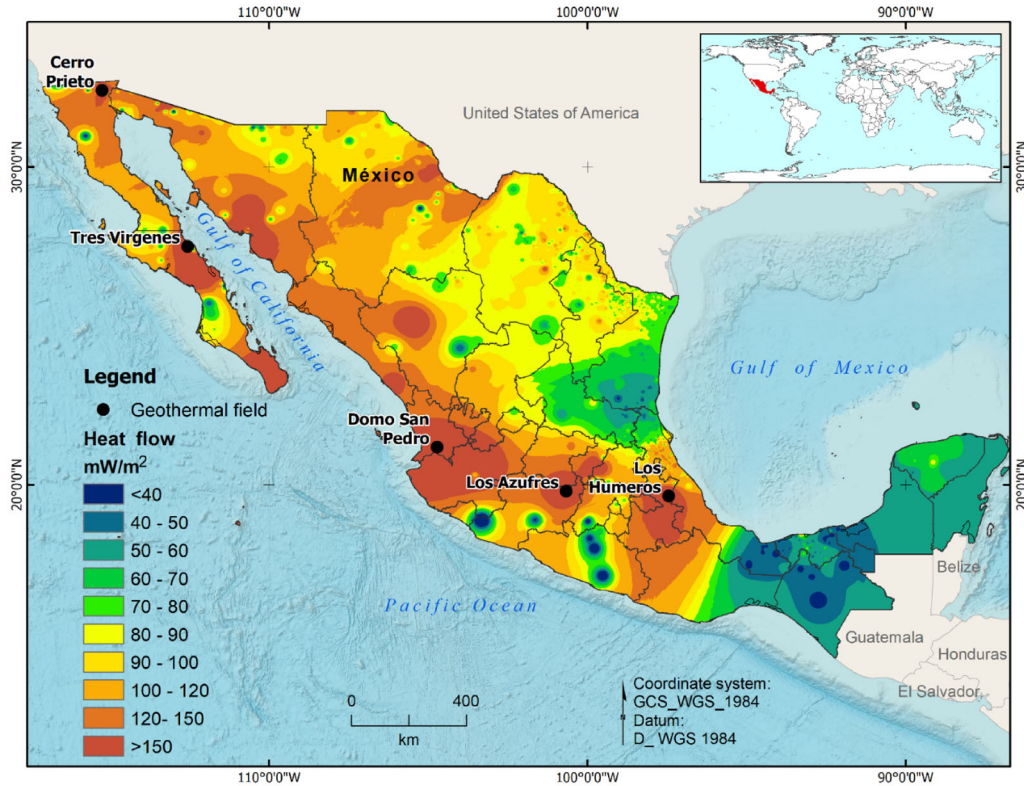 110°0'0"W
100°0'0"W
90°0'0"W
Cerro
Prieto
United States of America
México
30°0'0"N
30°0'0"N
Tres Virgenes
Gulf of California
Gulf of Mexico
Legend
Geothermal field
Heat flow
mW/m2
<40
40 - 50
50 - 60
60 - 70
70 - 80
80 - 90
90 - 100
100 - 120
120- 150
>150
Domo San
Pedro
Los Azufres
Los
Humeros
20°0'0"N
20°0'0"N
Belize
Pacific Ocean
Guatemala
Honduras
El Salvador
0
400
km
Coordinate system:
GCS_WGS_1984
Datum:
D_ WGS 1984
110°0'0"W
100°0'0"W
90°0'0"W